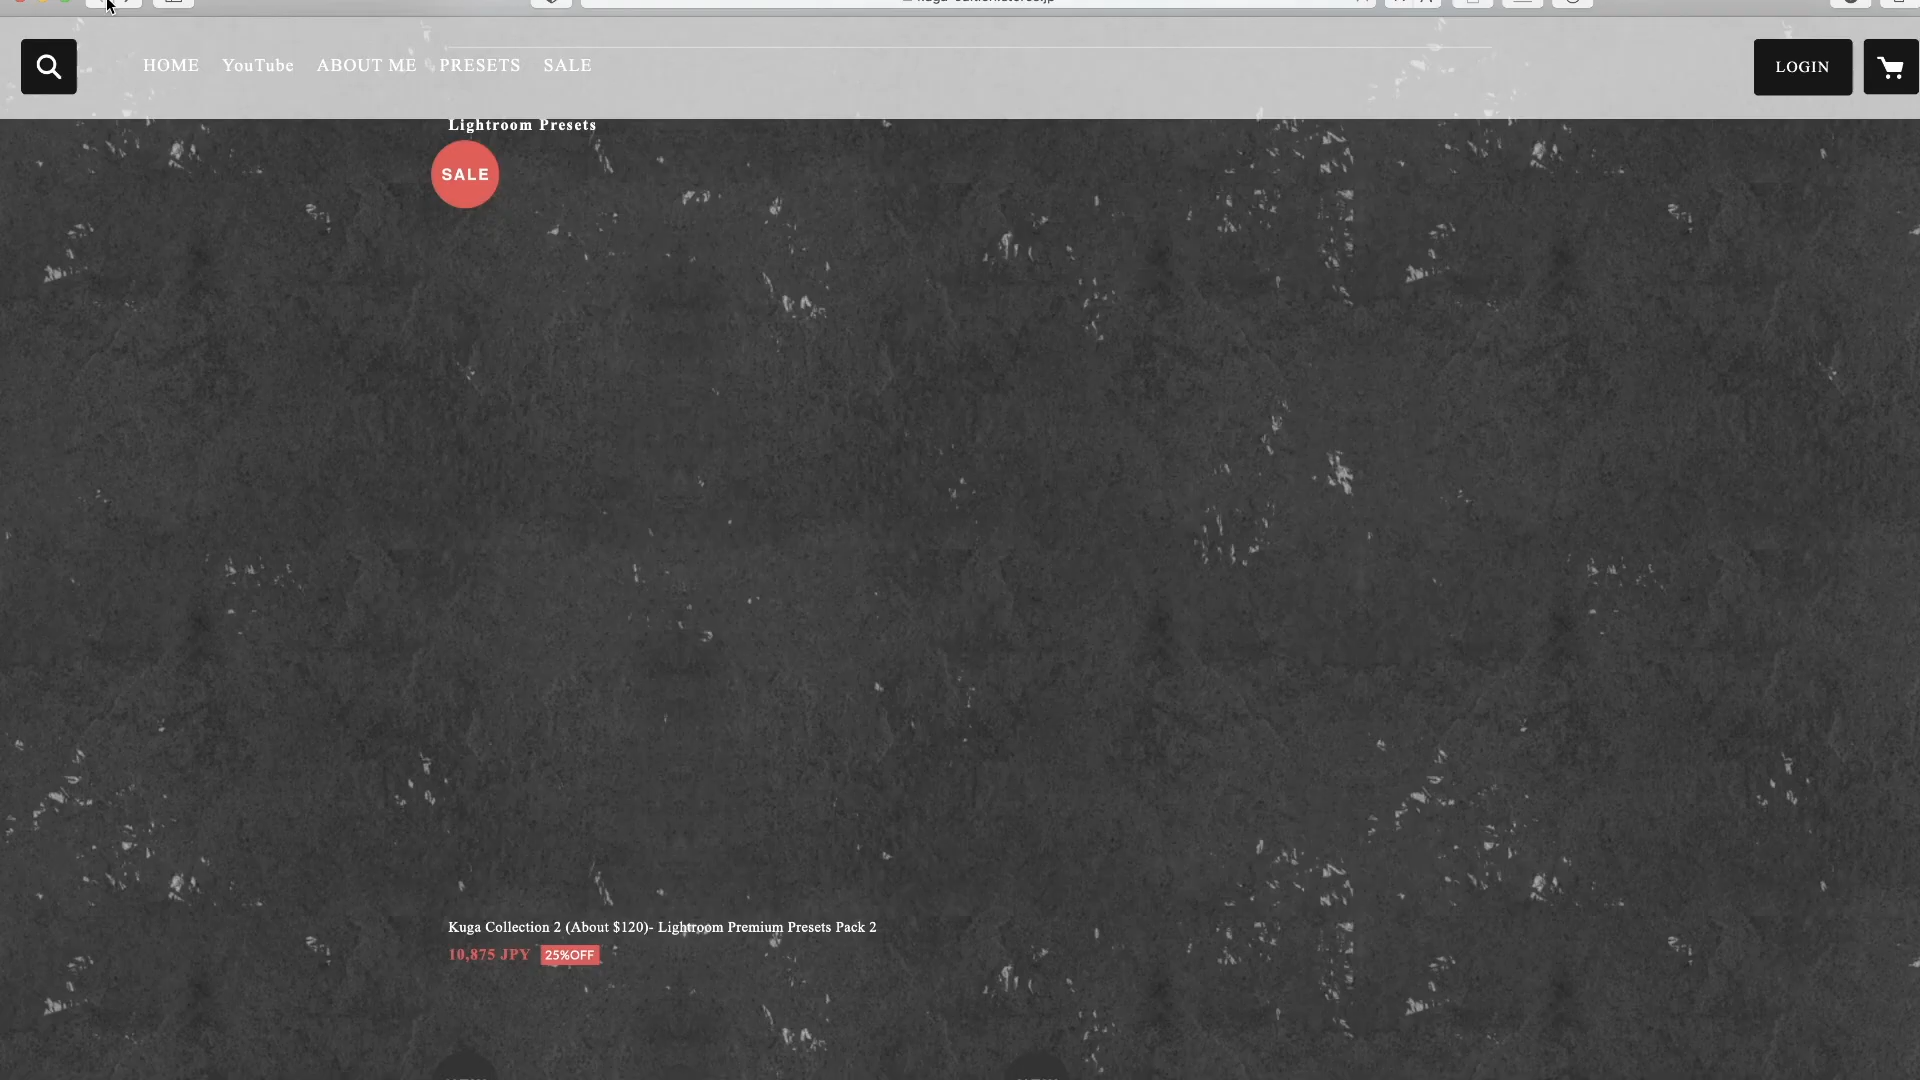 HOME YouTube ABOUT ME PRESETS SALE
LOGIN
Lightroom Presets
SALE
Kuga Collection 2 (About $120)- Lightroom Premium Presets Pack 2
10,875 JPY 25%OFF